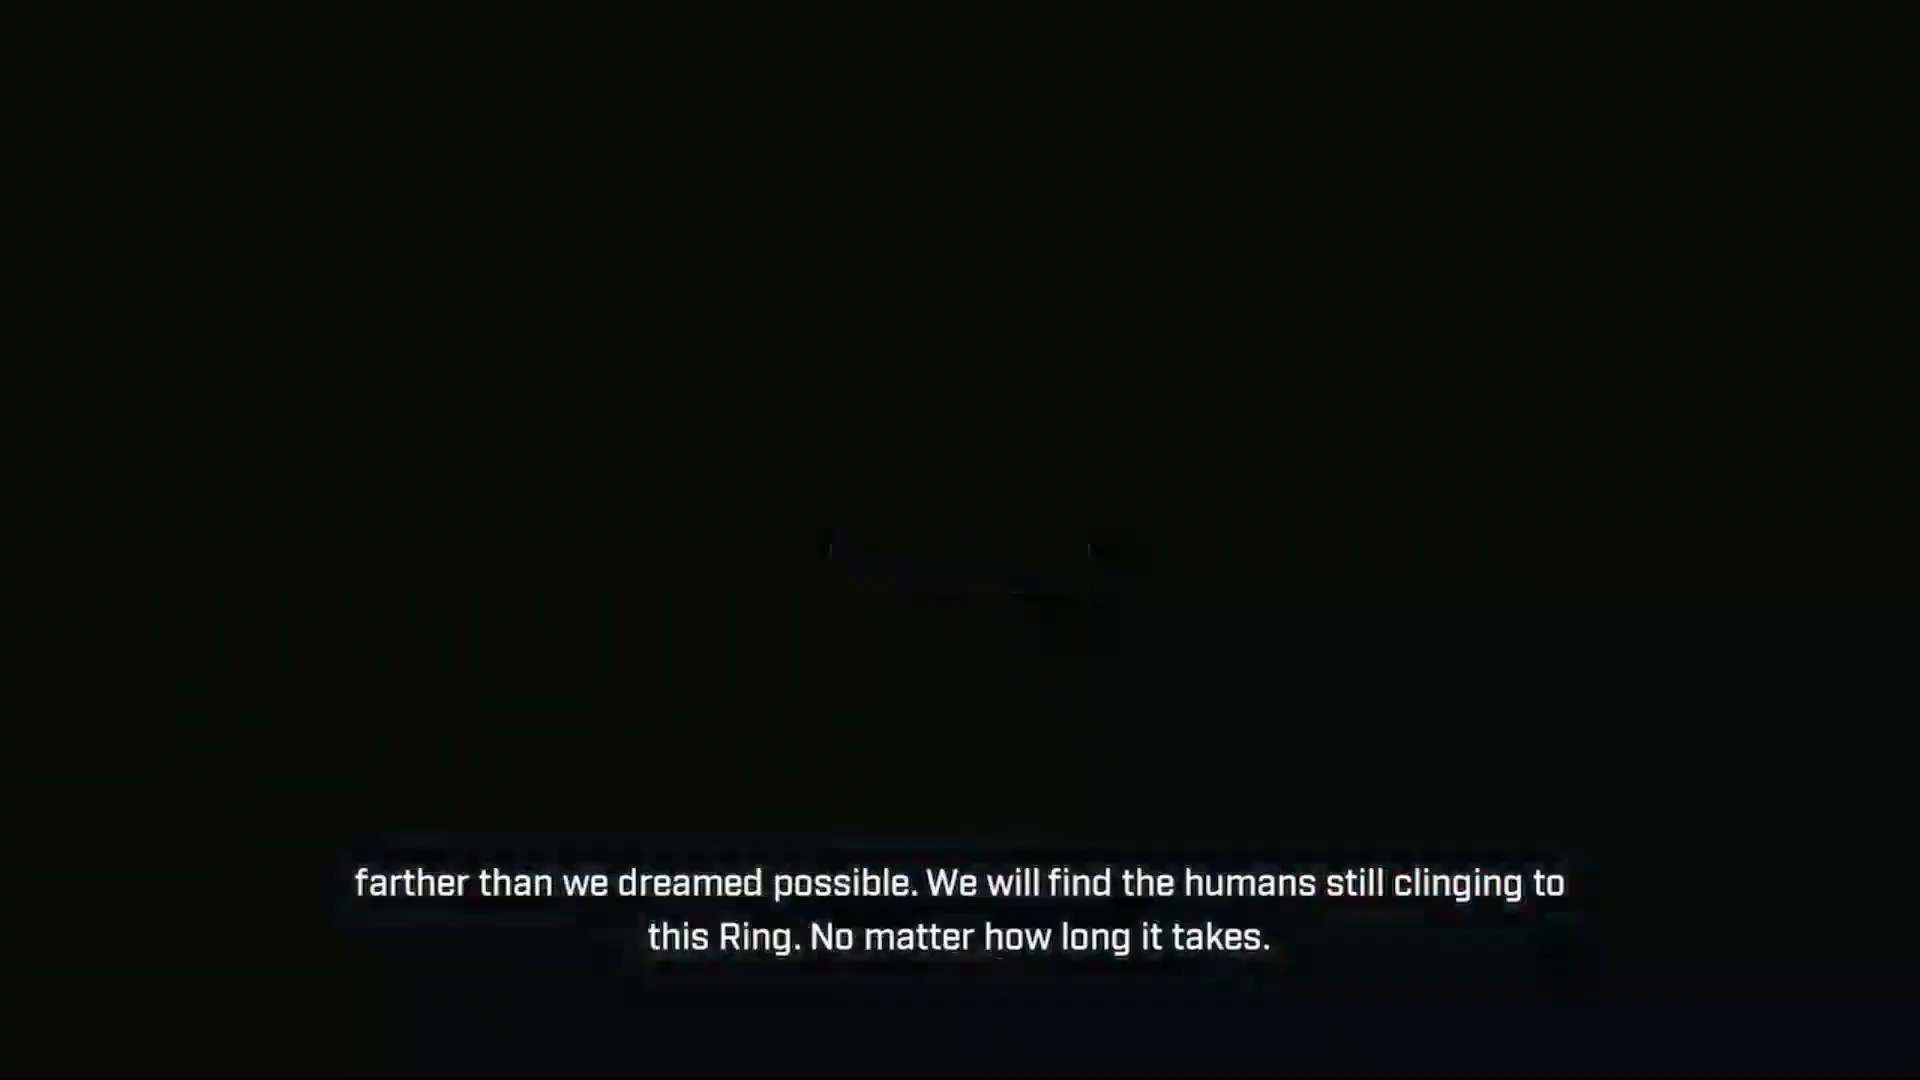 farther than we dreamed possible. We will find the humans still clinging to
this Ring. No matter how long it takes.